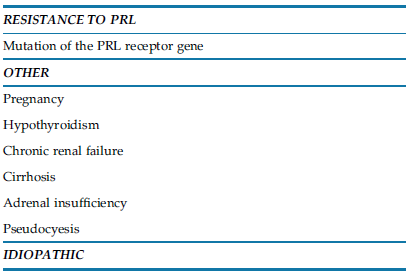 RESISTANCE TO PRL
Mutation of the PRL receptor gene
OTHER
Pregnancy
Hypothyroidism
Chronic renal failure
Cirrhosis
Adrenal insufficiency
Pseudocyesis
IDIOPATHIC